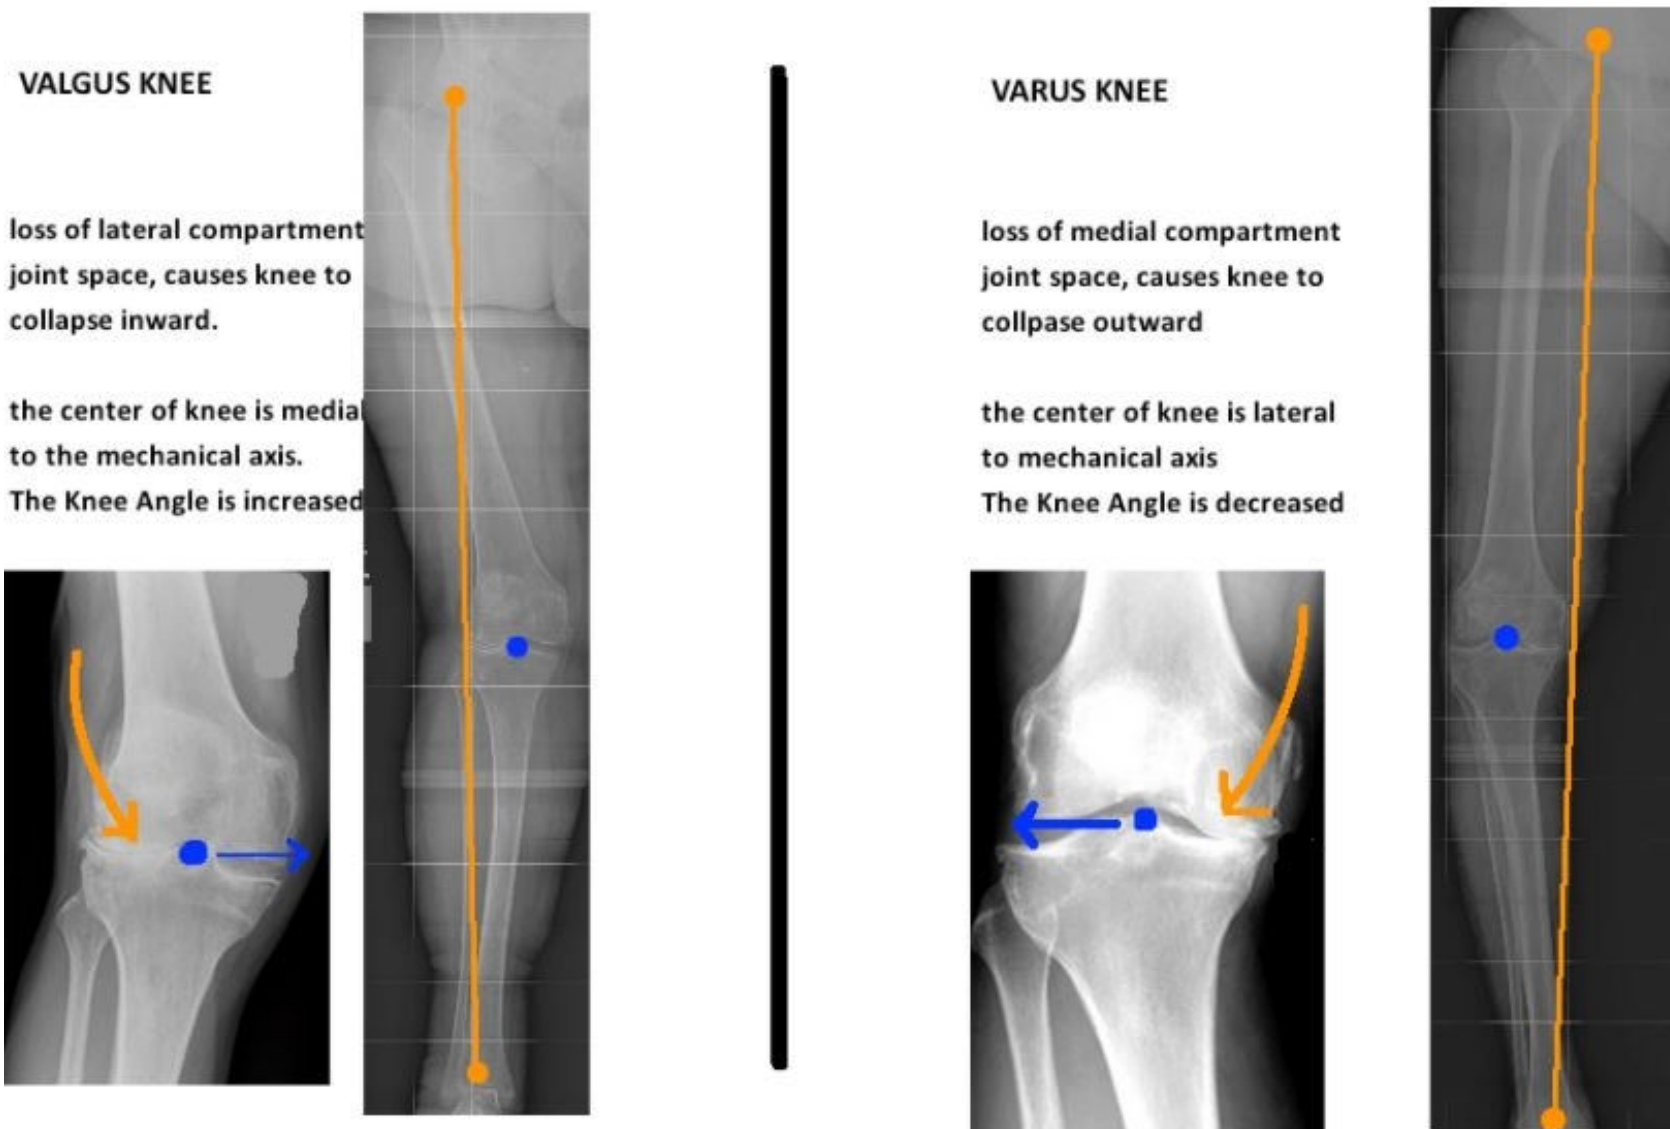 VALGUS KNEE
loss of lateral compartment
joint space, causes knee to
collapse inward.
the center of knee is medial
to the mechanical axis.
The Knee Angle is increased
VARUS KNEE
loss of medial compartment
joint space, causes knee to
collpase outward
the center of knee is lateral
to mechanical axis
The Knee Angle is decreased